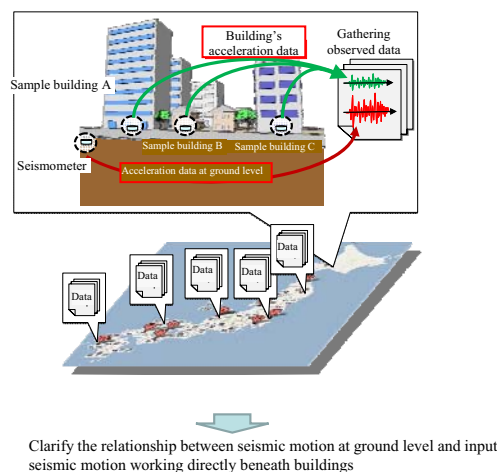 Building's
acceleration data
Gathering
observed data
Sample building A
Sample building B
Sample building C
Seismometer
Acceleration data at ground level
Data
Data
Data
Data
Data
Clarify the relationship between seismic motion at ground level and input
seismic motion working directly beneath buildings